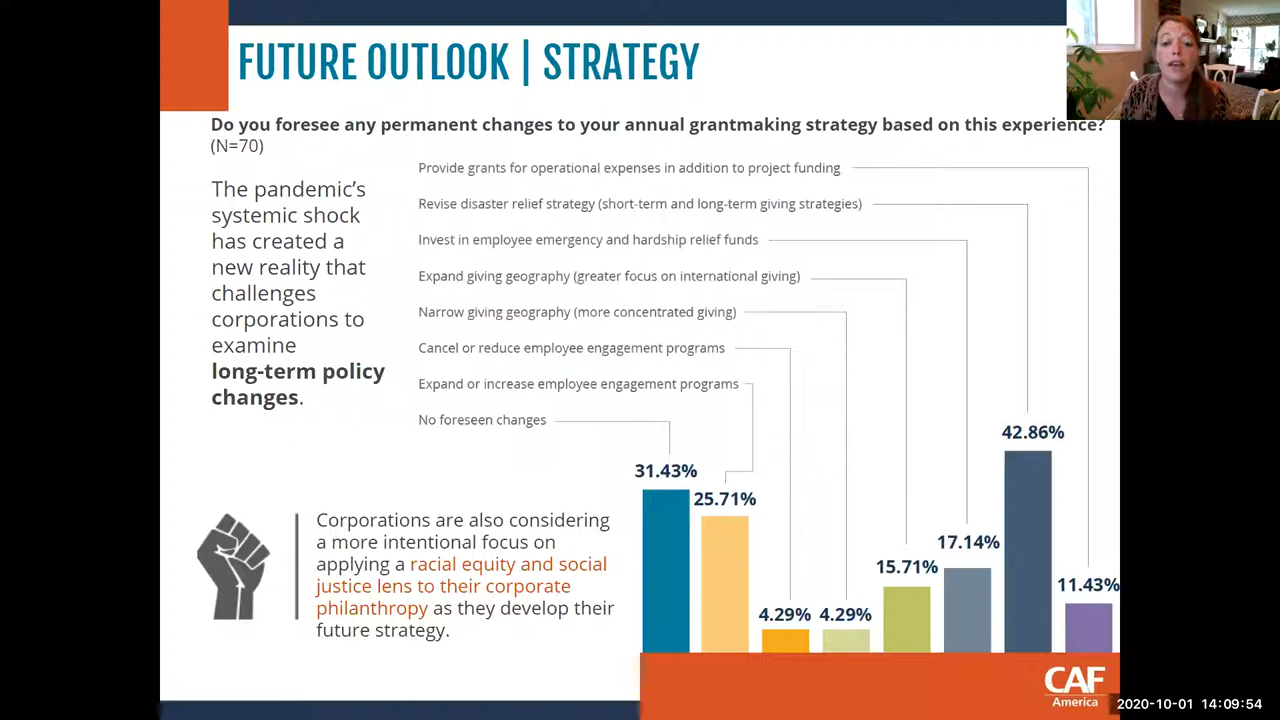 FUTURE OUTLOOK | STRATEGY
Do you foresee any permanent changes to your annual grantmaking strategy based on this experience?
(N=70)
The pandemic’s
systemic shock
has created a
new reality that
challenges
corporations to
examine
long-term policy
changes.
Provide grants for operational expenses in addition to project funding
Revise disaster relief strategy (short-term and long-term giving strategies)
Invest in employee emergency and hardship relief funds
Expand giving geography (greater focus on international giving)
Narrow giving geography (more concentrated giving)
Cancel or reduce employee engagement programs
Expand or increase employee engagement programs
No foreseen changes
31.43%
25.71%
4.29%
4.29%
15.71%
17.14%
42.86%
11.43%
Corporations are also considering
a more intentional focus on
applying a racial equity and social
justice lens to their corporate
philanthropy as they develop their
future strategy.
CAF
America
2020-10-01 14:09:54